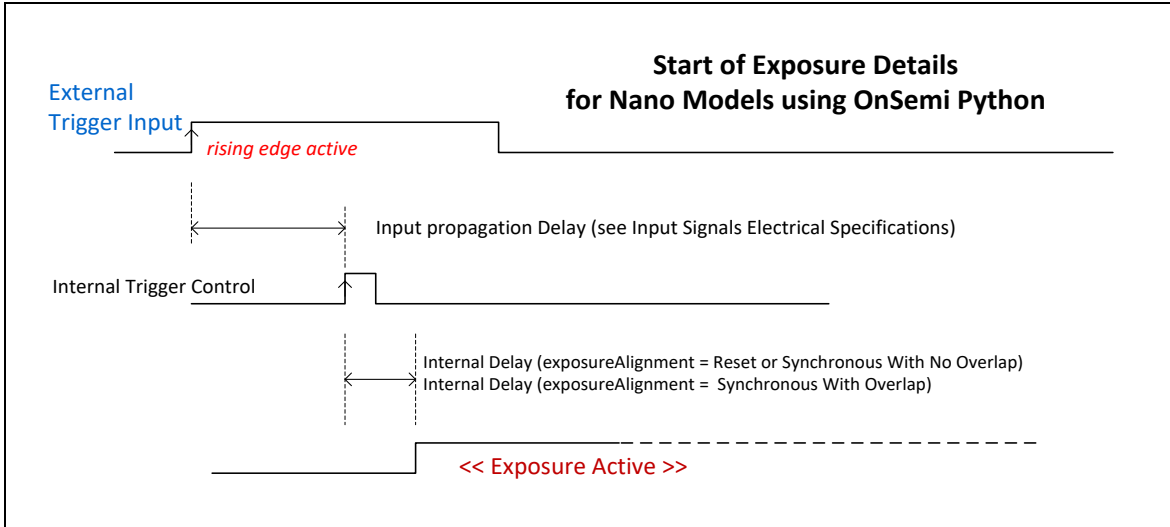 Start of Exposure Details
for Nano Models using OnSemi Python
External
Trigger Input
rising edge active
Input propagation Delay (see Input Signals Electrical Specifications)
Internal Trigger Control
Internal Delay (exposureAlignment = Reset or Synchronous With No Overlap)
Internal Delay (exposureAlignment =  Synchronous With Overlap)
<< Exposure Active >>